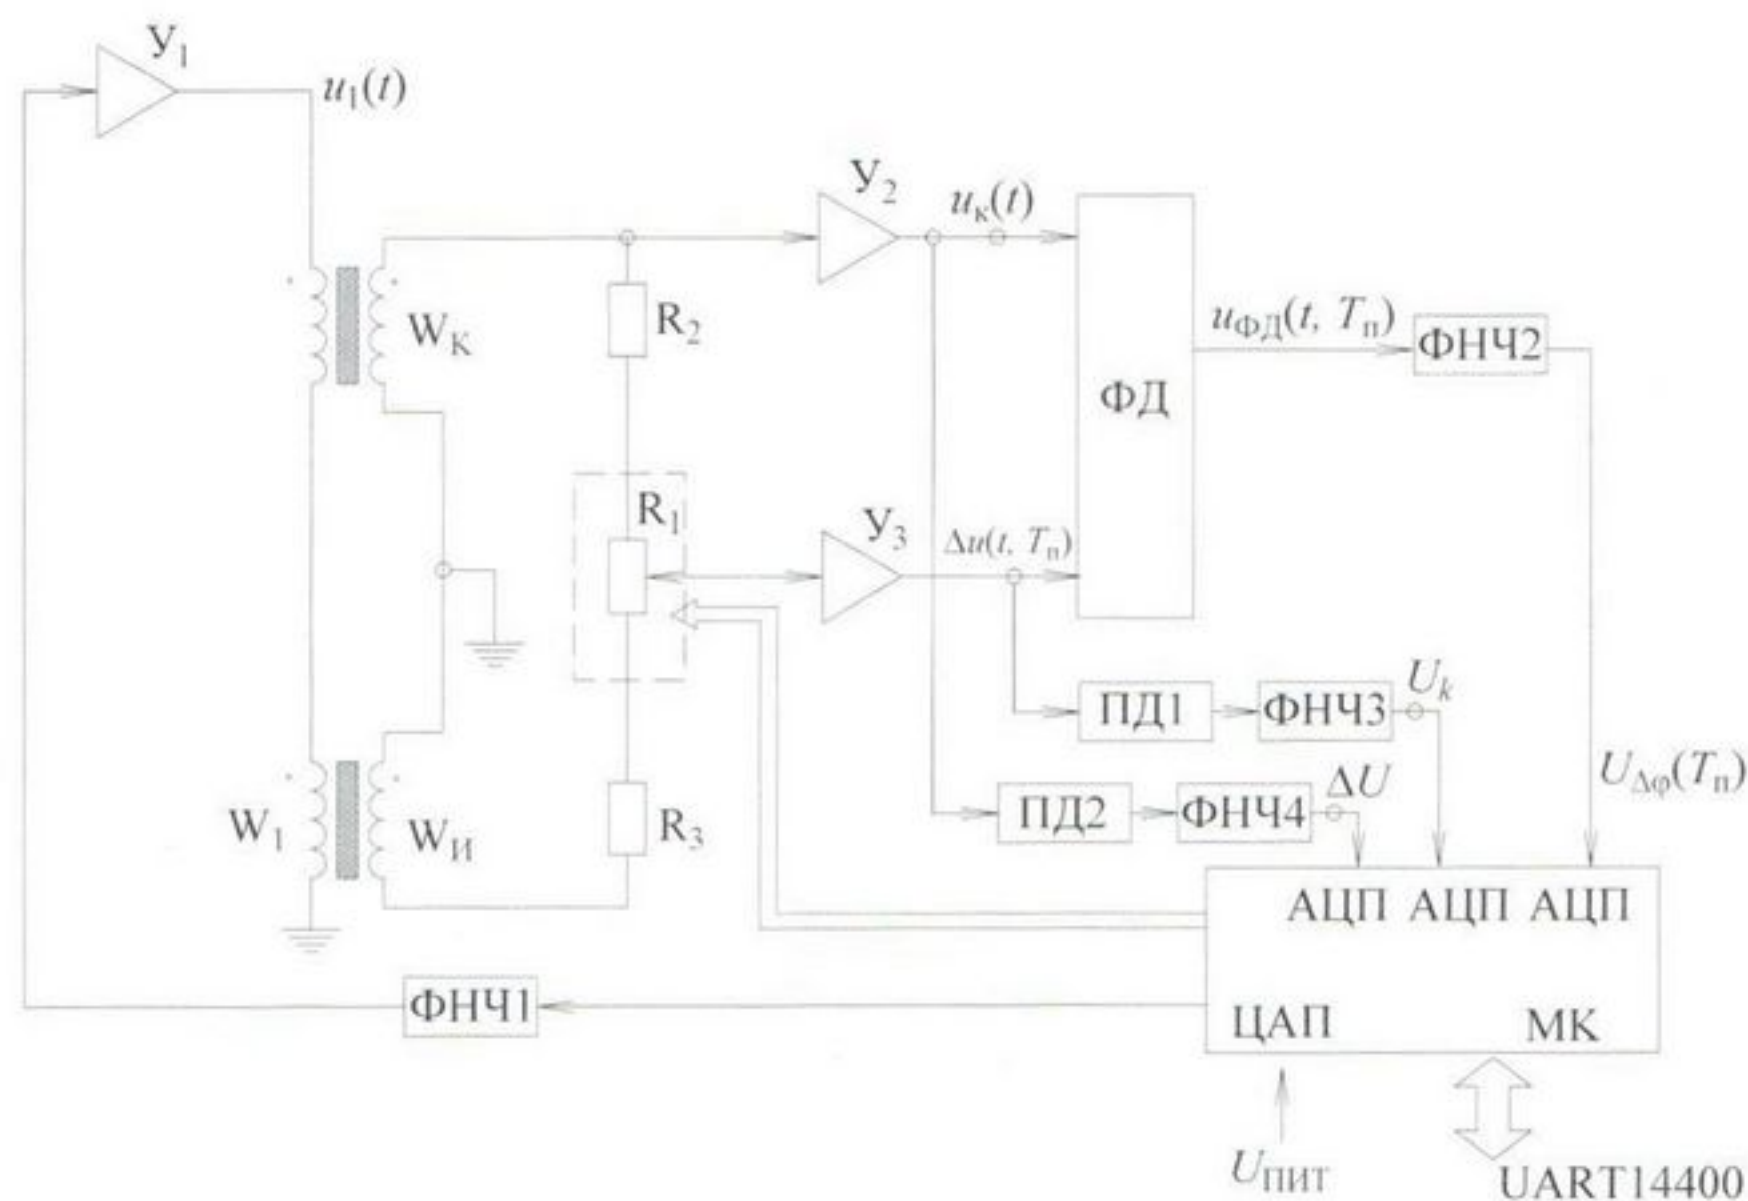 У₁
u₁(t)
У₂
uк(t)
Wк
R₂
uФД(t, Tп)
ФНЧ2
ФД
R₁
У₃
Δu(t, Tп)
ПД1
ФНЧ3
Uk
W₁
WИ
R₃
ПД2
ФНЧ4
ΔU
UΔφ(Tп)
АЦП АЦП АЦП
ФНЧ1
ЦАП
МК
UПИТ
UART14400